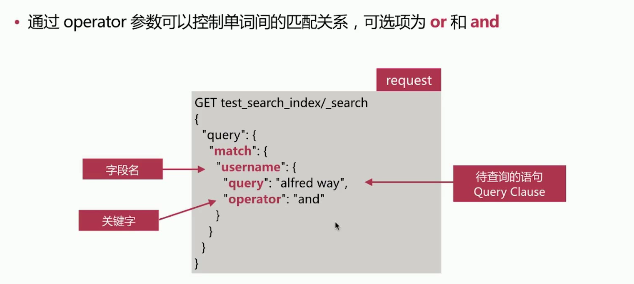 • 通过 operator 参数可以控制单词间的匹配关系，可选项为 or 和 and
request
GET test_search_index/_search
{
"query": {
"match": {
字段名
"username": {
"query": "alfred way",
待查询的语句
Query Clause
关键字
"operator": "and"
}
}
}
}